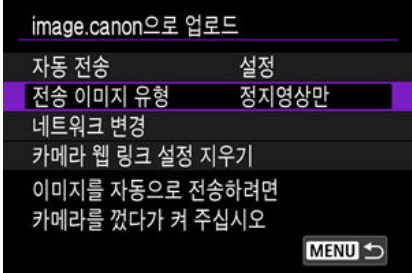 image.canon으로 업로드
자동 전송 설정
전송 이미지 유형 정지영상만
네트워크 변경
카메라 웹 링크 설정 지우기
이미지를 자동으로 전송하려면
카메라를 껐다가 켜 주십시오
MENU